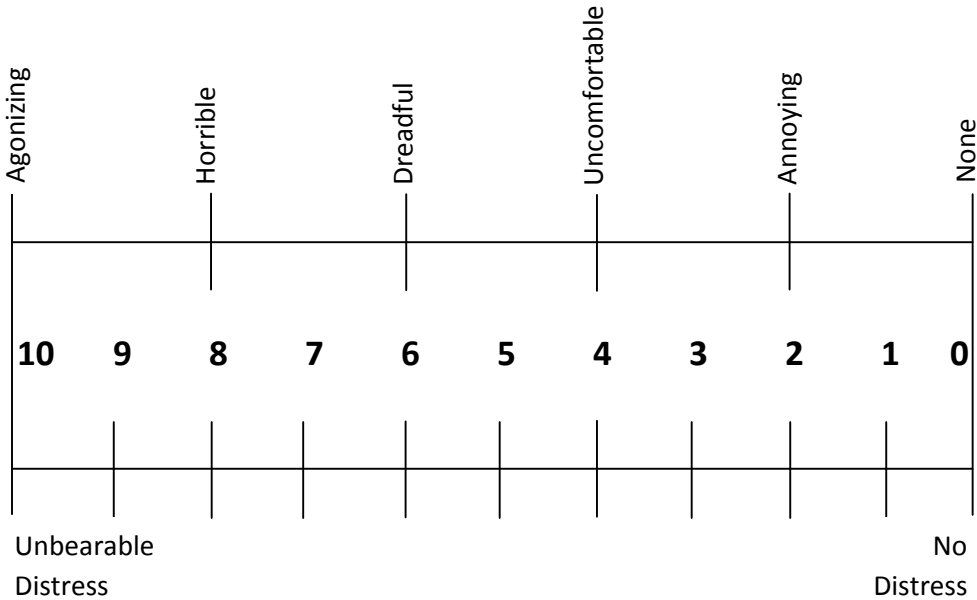 Agonizing
Horrible
Dreadful
Uncomfortable
Annoying
None
10 9 8 7 6 5 4 3 2 1 0
Unbearable
Distress
No
Distress